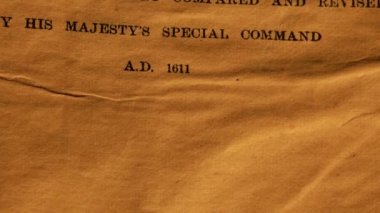 COMPARED AND REVISED
Y HIS MAJESTY'S SPECIAL COMMAND
A.D. 1611